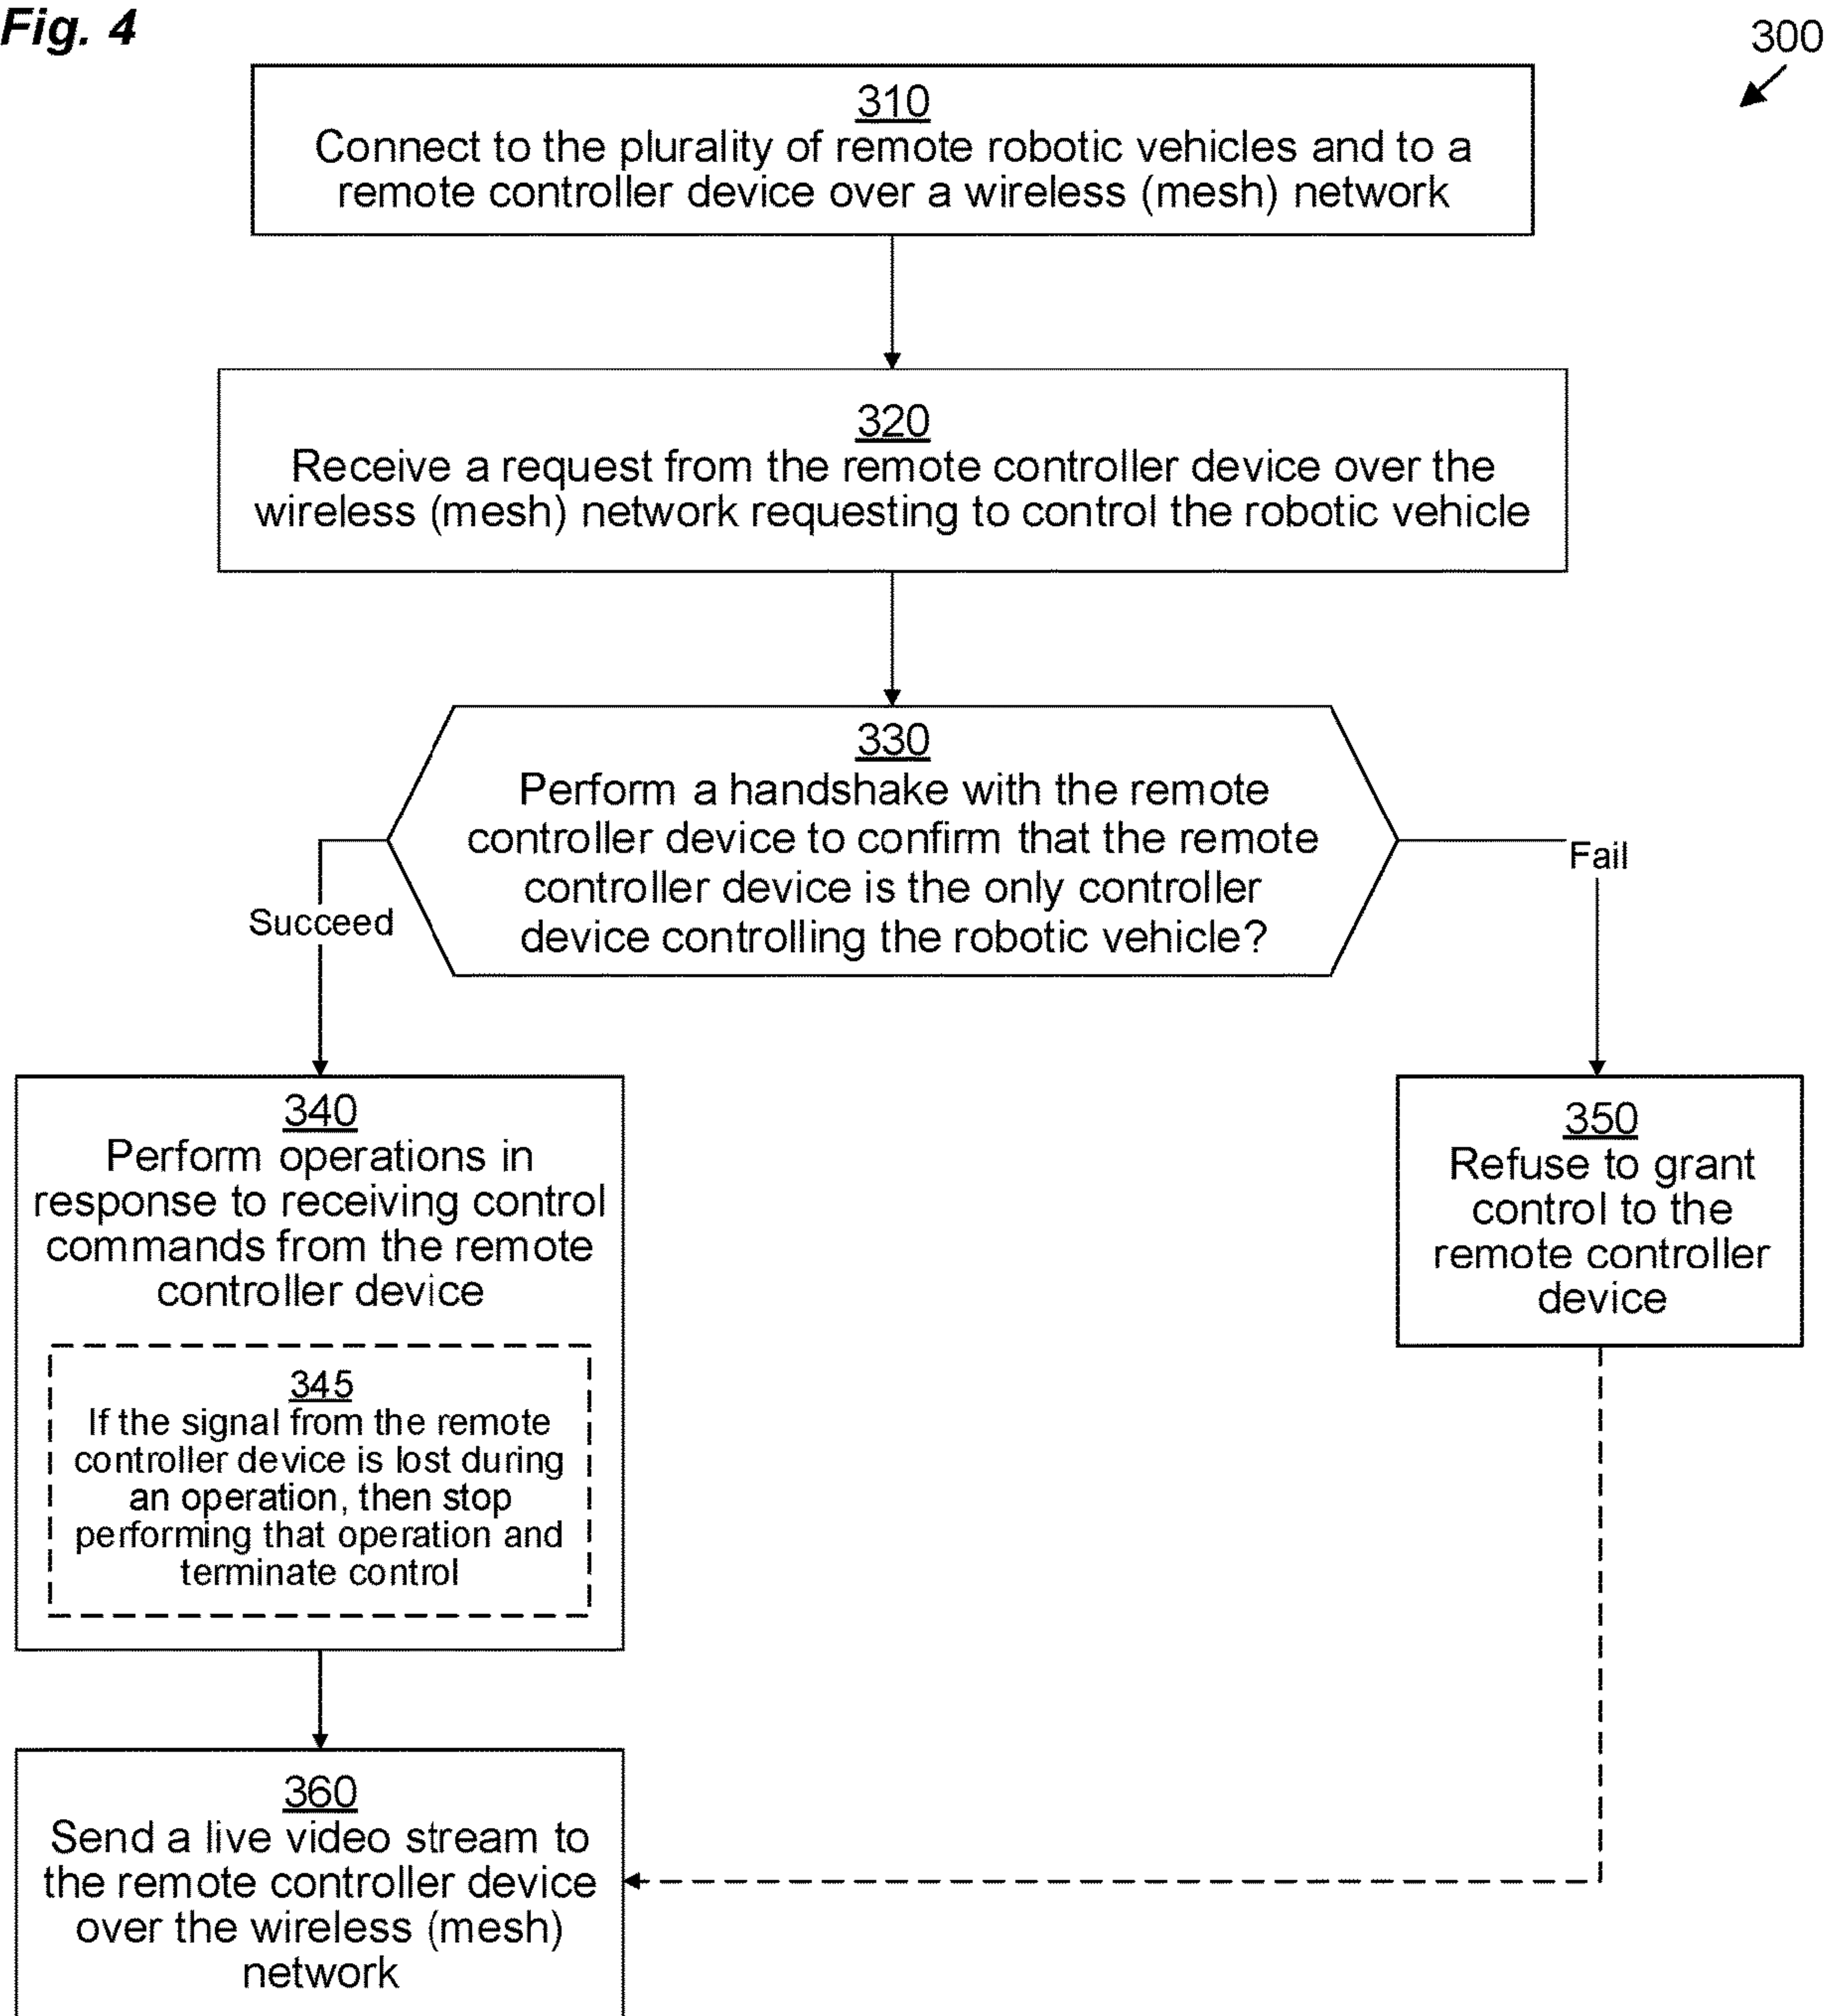 Fig. 4
300
310
Connect to the plurality of remote robotic vehicles and to a
remote controller device over a wireless (mesh) network
320
Receive a request from the remote controller device over the
wireless (mesh) network requesting to control the robotic vehicle
330
Perform a handshake with the remote
controller device to confirm that the remote
controller device is the only controller
device controlling the robotic vehicle?
Succeed
Fail
340
Perform operations in
response to receiving control
commands from the remote
controller device
345
If the signal from the remote
controller device is lost during
an operation, then stop
performing that operation and
terminate control
350
Refuse to grant
control to the
remote controller
device
360
Send a live video stream to
the remote controller device
over the wireless (mesh)
network